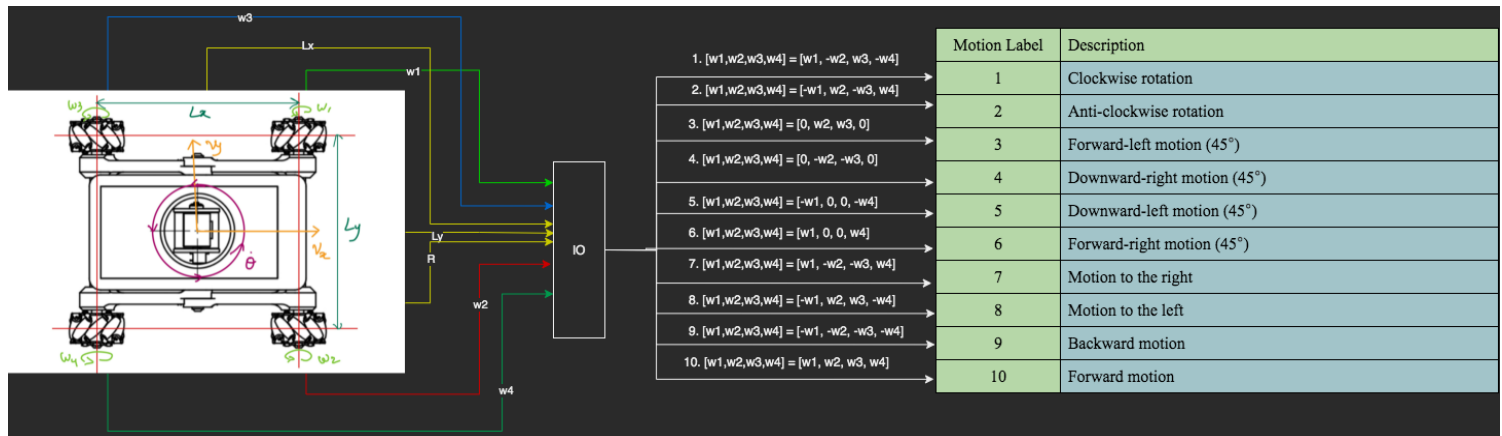 w3
Lx
w1
1. [w1,w2,w3,w4] = [w1, -w2, w3, -w4]
2. [w1,w2,w3,w4] = [-w1, w2, -w3, w4]
3. [w1,w2,w3,w4] = [0, w2, w3, 0]
4. [w1,w2,w3,w4] = [0, -w2, -w3, 0]
5. [w1,w2,w3,w4] = [-w1, 0, 0, -w4]
6. [w1,w2,w3,w4] = [w1, 0, 0, w4]
7. [w1,w2,w3,w4] = [w1, -w2, -w3, w4]
8. [w1,w2,w3,w4] = [-w1, w2, w3, -w4]
9. [w1,w2,w3,w4] = [-w1, -w2, -w3, -w4]
10. [w1,w2,w3,w4] = [w1, w2, w3, w4]
Motion Label Description
1 Clockwise rotation
2 Anti-clockwise rotation
3 Forward-left motion (45°)
4 Downward-right motion (45°)
5 Downward-left motion (45°)
6 Forward-right motion (45°)
7 Motion to the right
8 Motion to the left
9 Backward motion
10 Forward motion
ω3
Lx
ω1
vy
Ly
vx
θ̇
ω4
ω2
Ly
R
IO
w2
w4